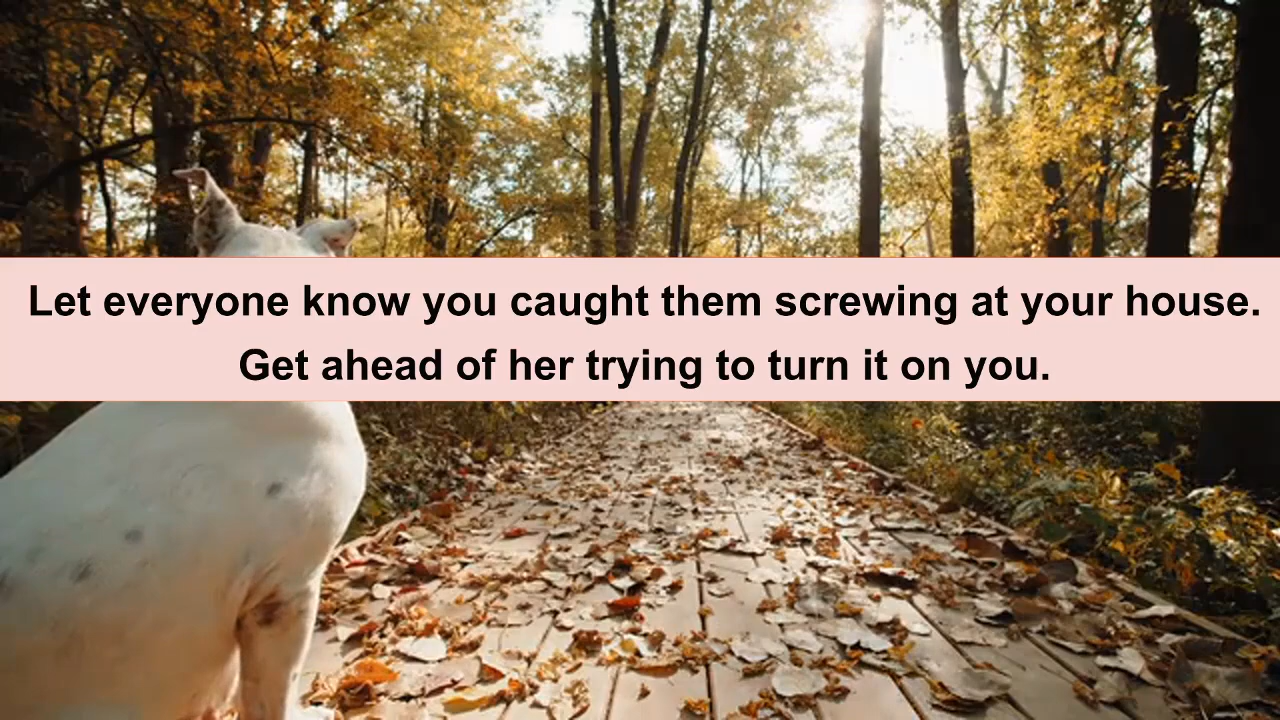 Let everyone know you caught them screwing at your house.
Get ahead of her trying to turn it on you.